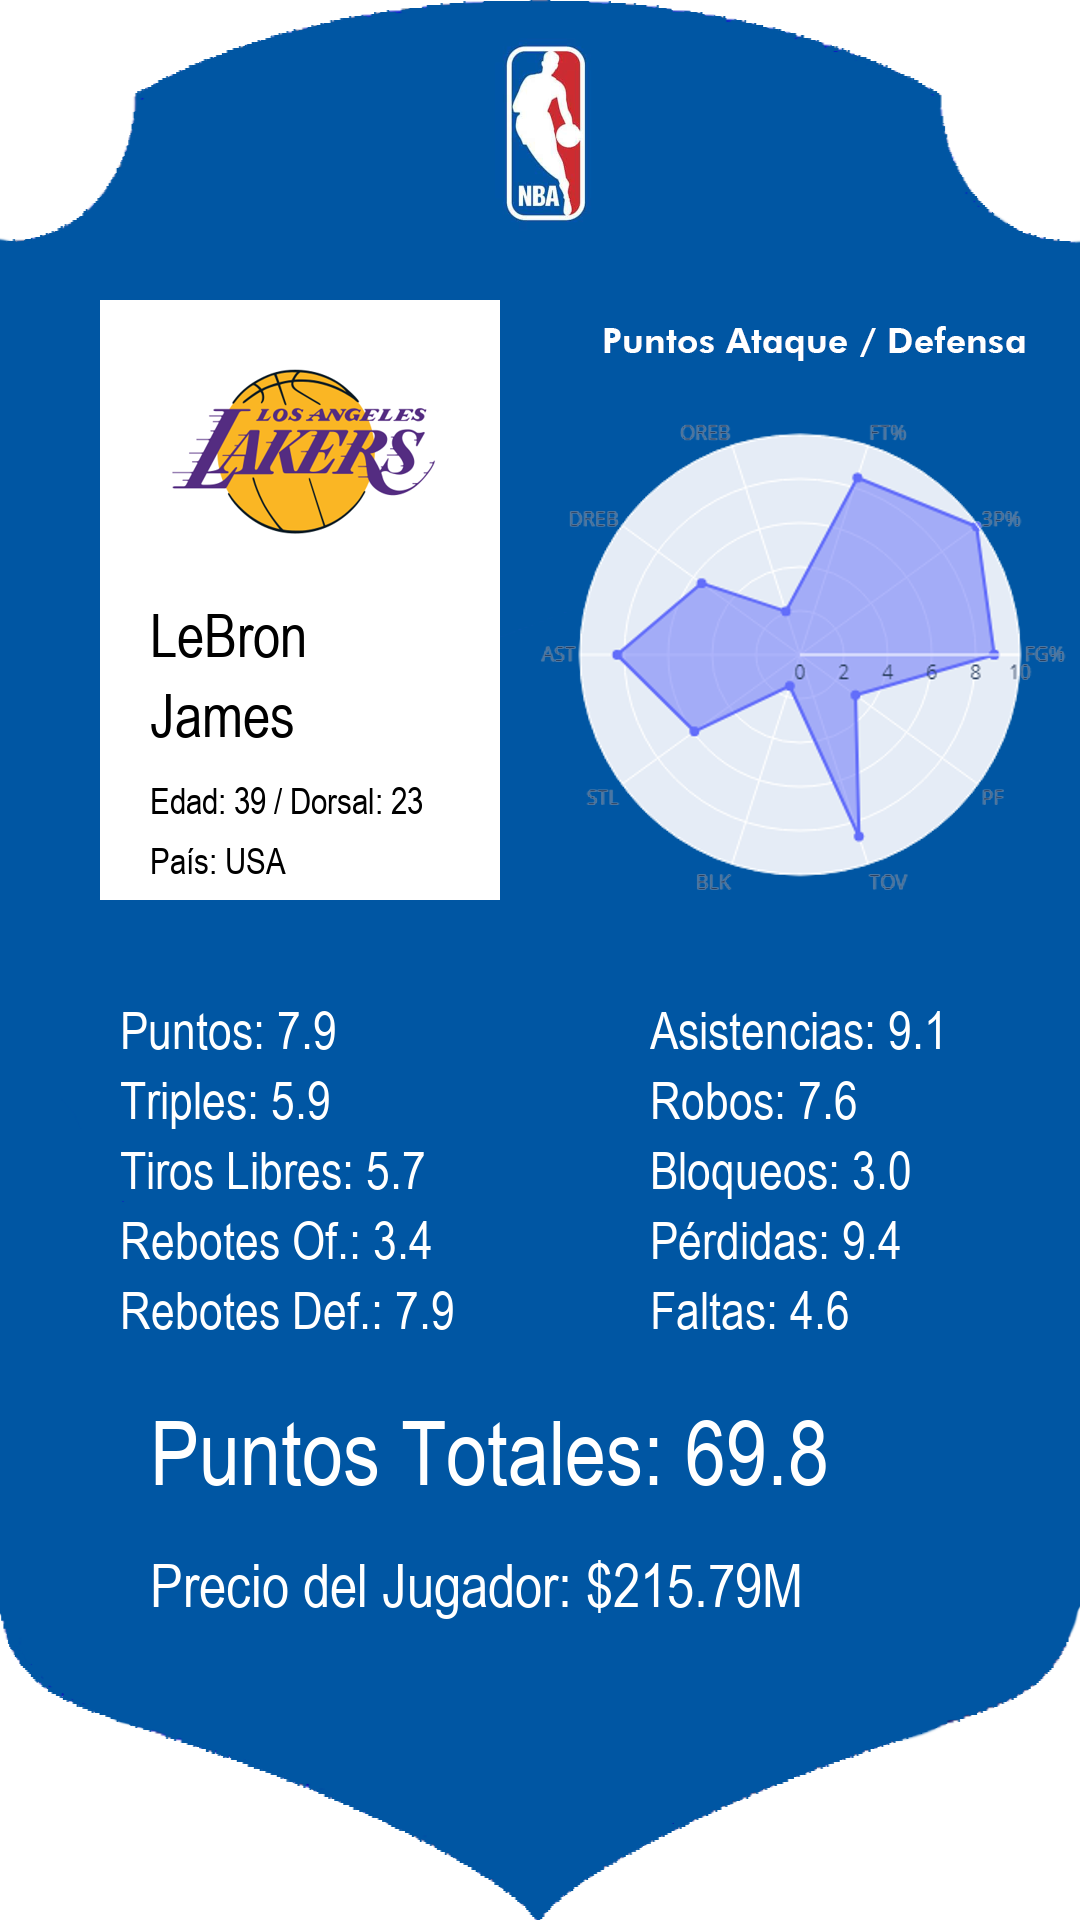 NBA
LOS ANGELES
LAKERS
LeBron
James
Edad: 39 / Dorsal: 23
País: USA
Puntos Ataque / Defensa
OREB
FT%
DREB
3P%
AST
FG%
0 2 4 6 8 10
STL
PF
BLK
TOV
Puntos: 7.9
Triples: 5.9
Tiros Libres: 5.7
Rebotes Of.: 3.4
Rebotes Def.: 7.9
Asistencias: 9.1
Robos: 7.6
Bloqueos: 3.0
Pérdidas: 9.4
Faltas: 4.6
Puntos Totales: 69.8
Precio del Jugador: $215.79M